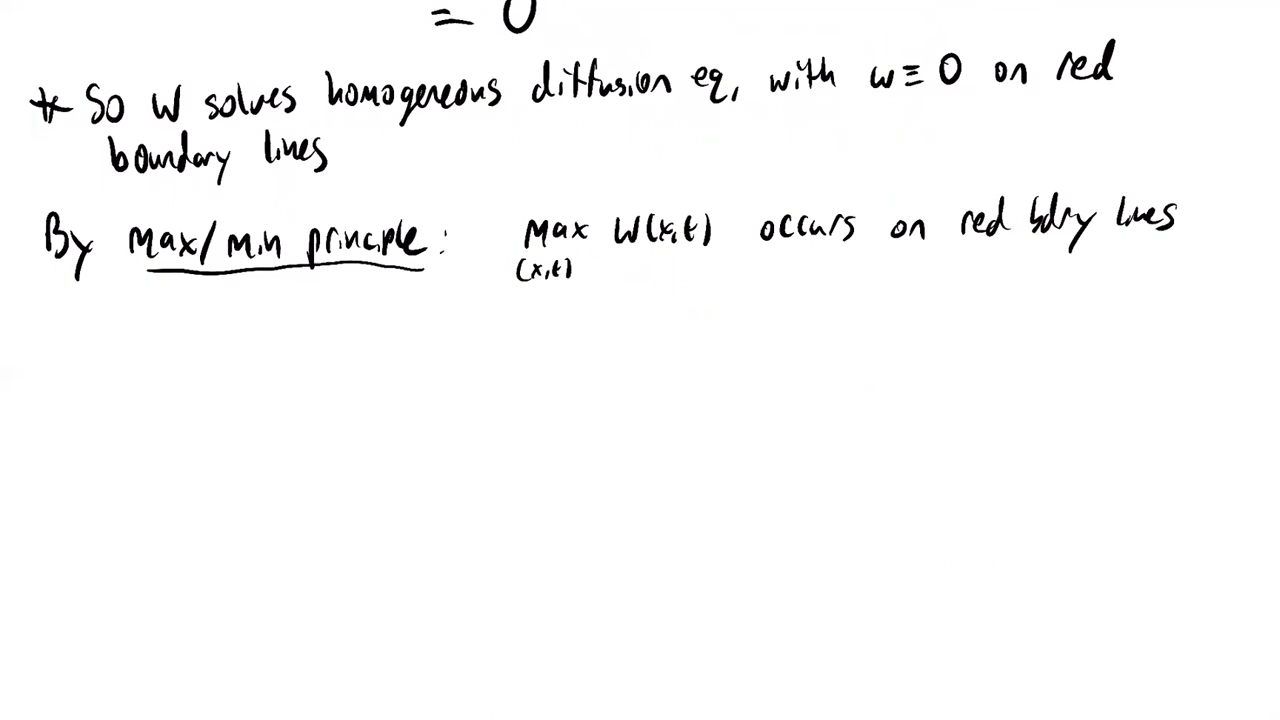 = 0
* So W solves homogeneous diffusion eq, with w ≡ 0 on red
boundary lines
By max/min principle: max W(x,t) occurs on red bdry lines
(x,t)